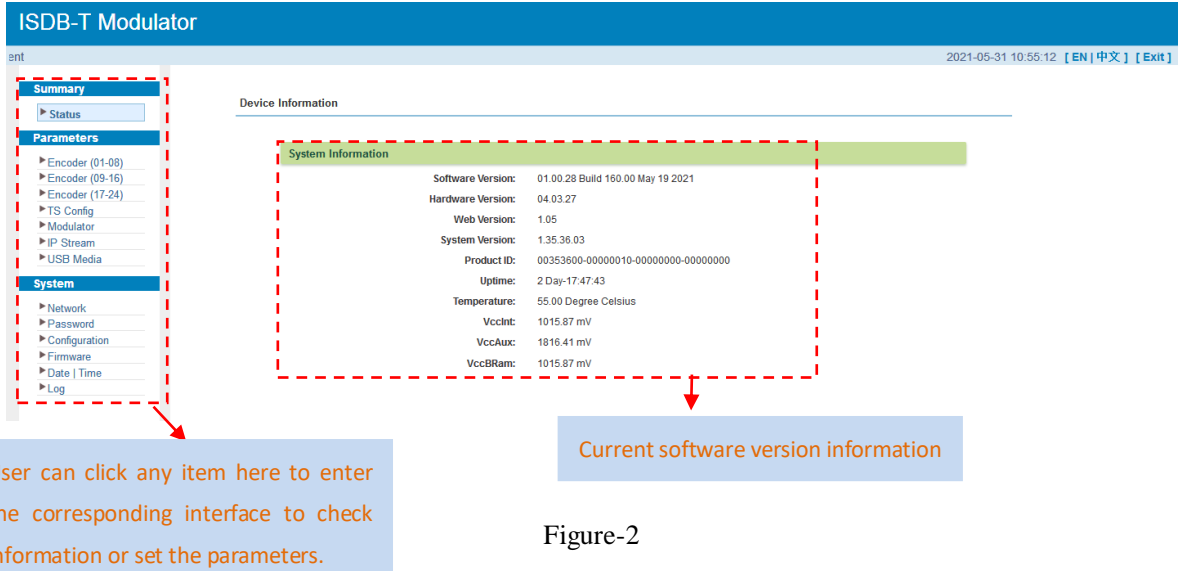 ISDB-T Modulator
ent
2021-05-31 10:55:12 [ EN | 中文 ] [ Exit ]
Summary
Status
Parameters
Encoder (01-08)
Encoder (09-16)
Encoder (17-24)
TS Config
Modulator
IP Stream
USB Media
System
Network
Password
Configuration
Firmware
Date | Time
Log
Device Information
System Information
Software Version: 01.00.28 Build 160.00 May 19 2021
Hardware Version: 04.03.27
Web Version: 1.05
System Version: 1.35.36.03
Product ID: 00353600-00000010-00000000-00000000
Uptime: 2 Day-17:47:43
Temperature: 55.00 Degree Celsius
VccInt: 1015.87 mV
VccAux: 1816.41 mV
VccBRam: 1015.87 mV
ser can click any item here to enter
he corresponding interface to check
nformation or set the parameters.
Current software version information
Figure-2